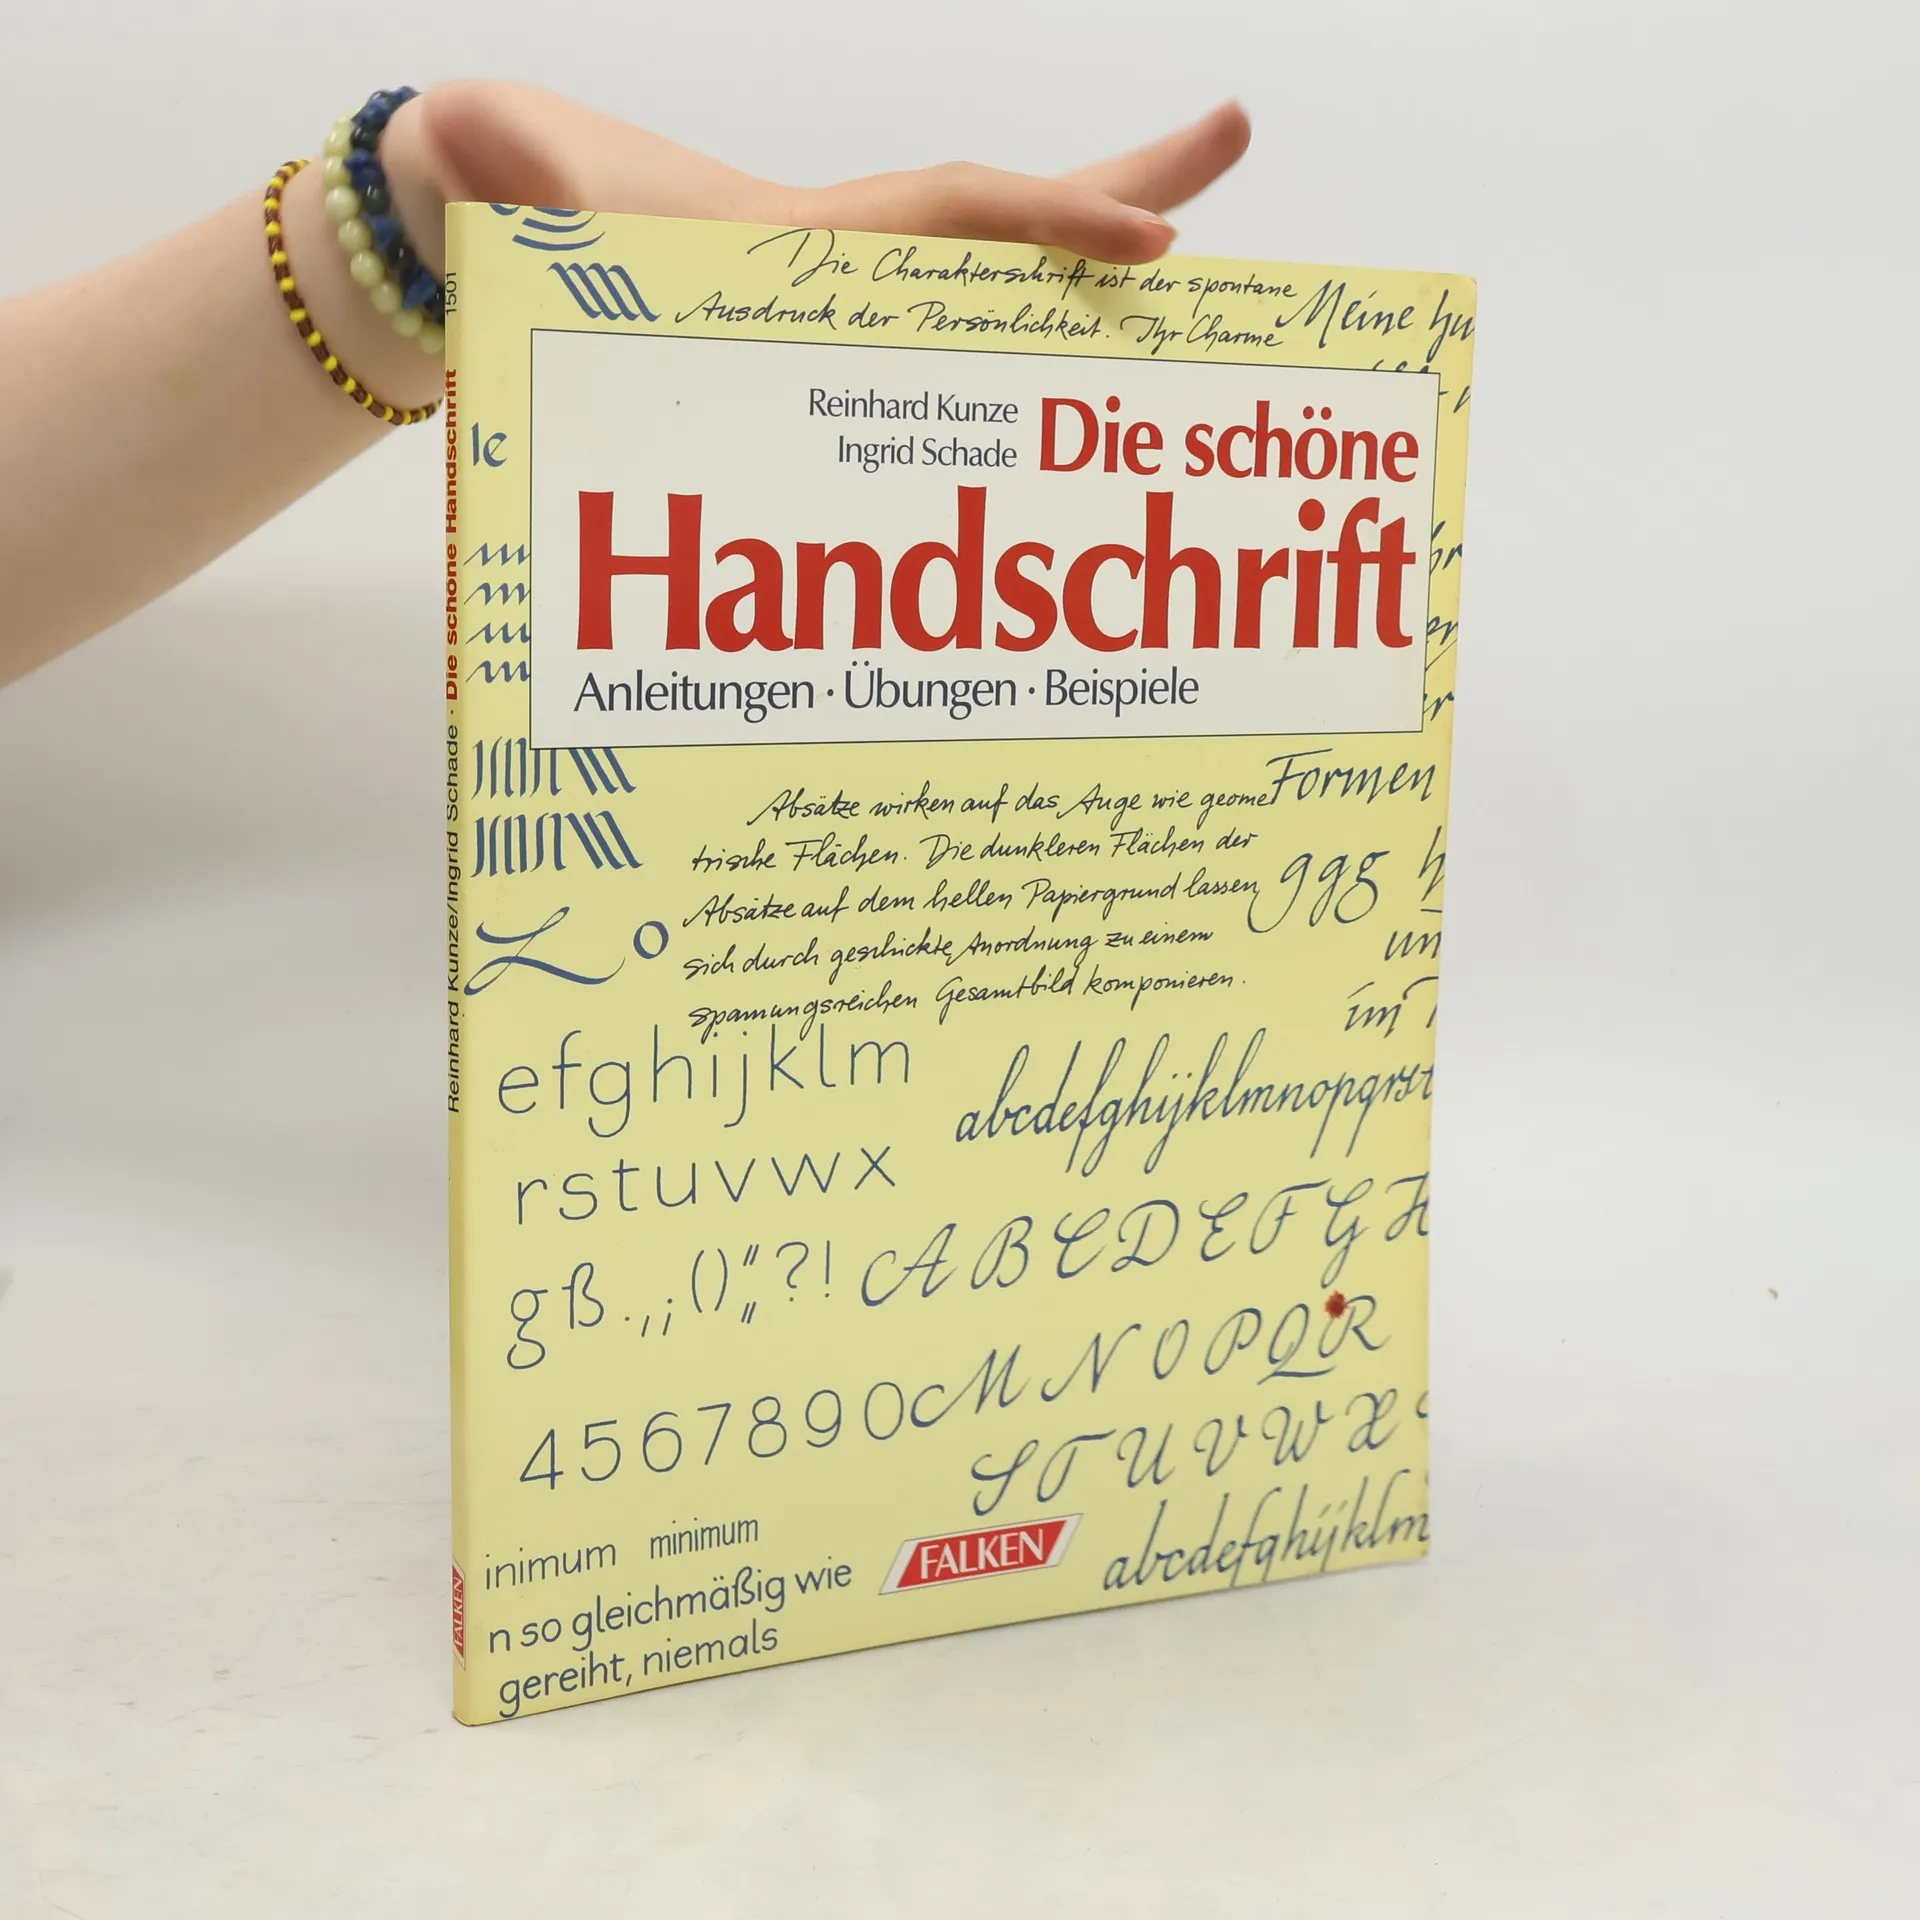 Die Charakterschrift ist der spontane
Ausdruck der Persönlichkeit. Ihr Charme
Meine
Reinhard Kunze
Ingrid Schade
Die schöne
Handschrift
Anleitungen · Übungen · Beispiele
le
Absätze wirken auf das Auge wie geome
trische Flächen. Die dunkleren Flächen der
Absätze auf dem hellen Papiergrund lassen
sich durch geschickte Anordnung zu einem
spannungsreichen Gesamtbild komponieren.
Formen
ggg h
un
im
L o
efghijklm
abcdefghijklmnopqrst
rstuvwx
gß.,;()„"?!
ABCDEFGH
4567890
MNOPQR
STUVWX
inimum minimum
n so gleichmäßig wie
gereiht, niemals
FALKEN
abcdefghijklm
1501
Reinhard Kunze/Ingrid Schade · Die schöne Handschrift
FALKEN